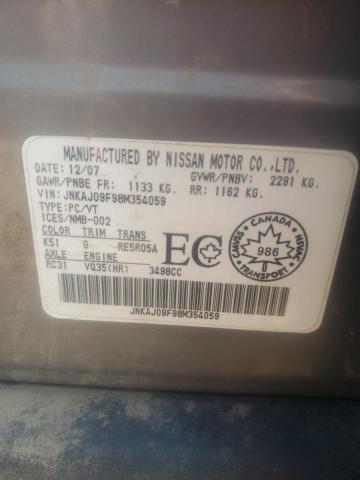 MANUFACTURED BY NISSAN MOTOR CO.,LTD.
DATE: 12/07 GVWR/PNBV: 2291 KG.
GAWR/PNBE FR: 1133 KG. RR: 1162 KG.
VIN: JNKAJ09F98M354059
TYPE:PC/VT
ICES/NMB-002
COLOR TRIM TRANS
K51 G RE5R05A
AXLE ENGINE
RC31 VQ35(HR) 3498CC
EC
CANADA
CMVSS 986 NSVAC
TRANSPORT
JNKAJ09F98M354059